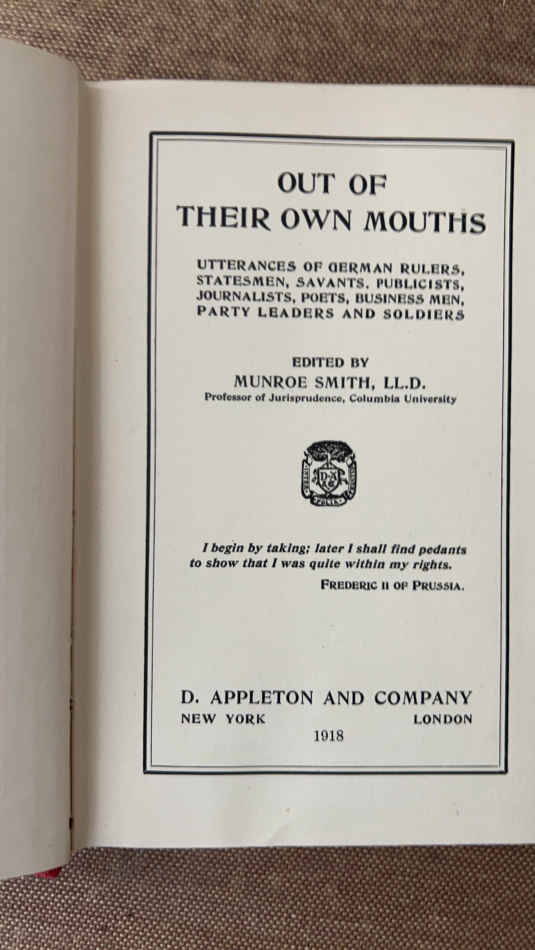 OUT OF
THEIR OWN MOUTHS
UTTERANCES OF GERMAN RULERS,
STATESMEN, SAVANTS, PUBLICISTS,
JOURNALISTS, POETS, BUSINESS MEN,
PARTY LEADERS AND SOLDIERS
EDITED BY
MUNROE SMITH, LL.D.
Professor of Jurisprudence, Columbia University
I begin by taking; later I shall find pedants
to show that I was quite within my rights.
FREDERIC II OF PRUSSIA.
D. APPLETON AND COMPANY
NEW YORK LONDON
1918